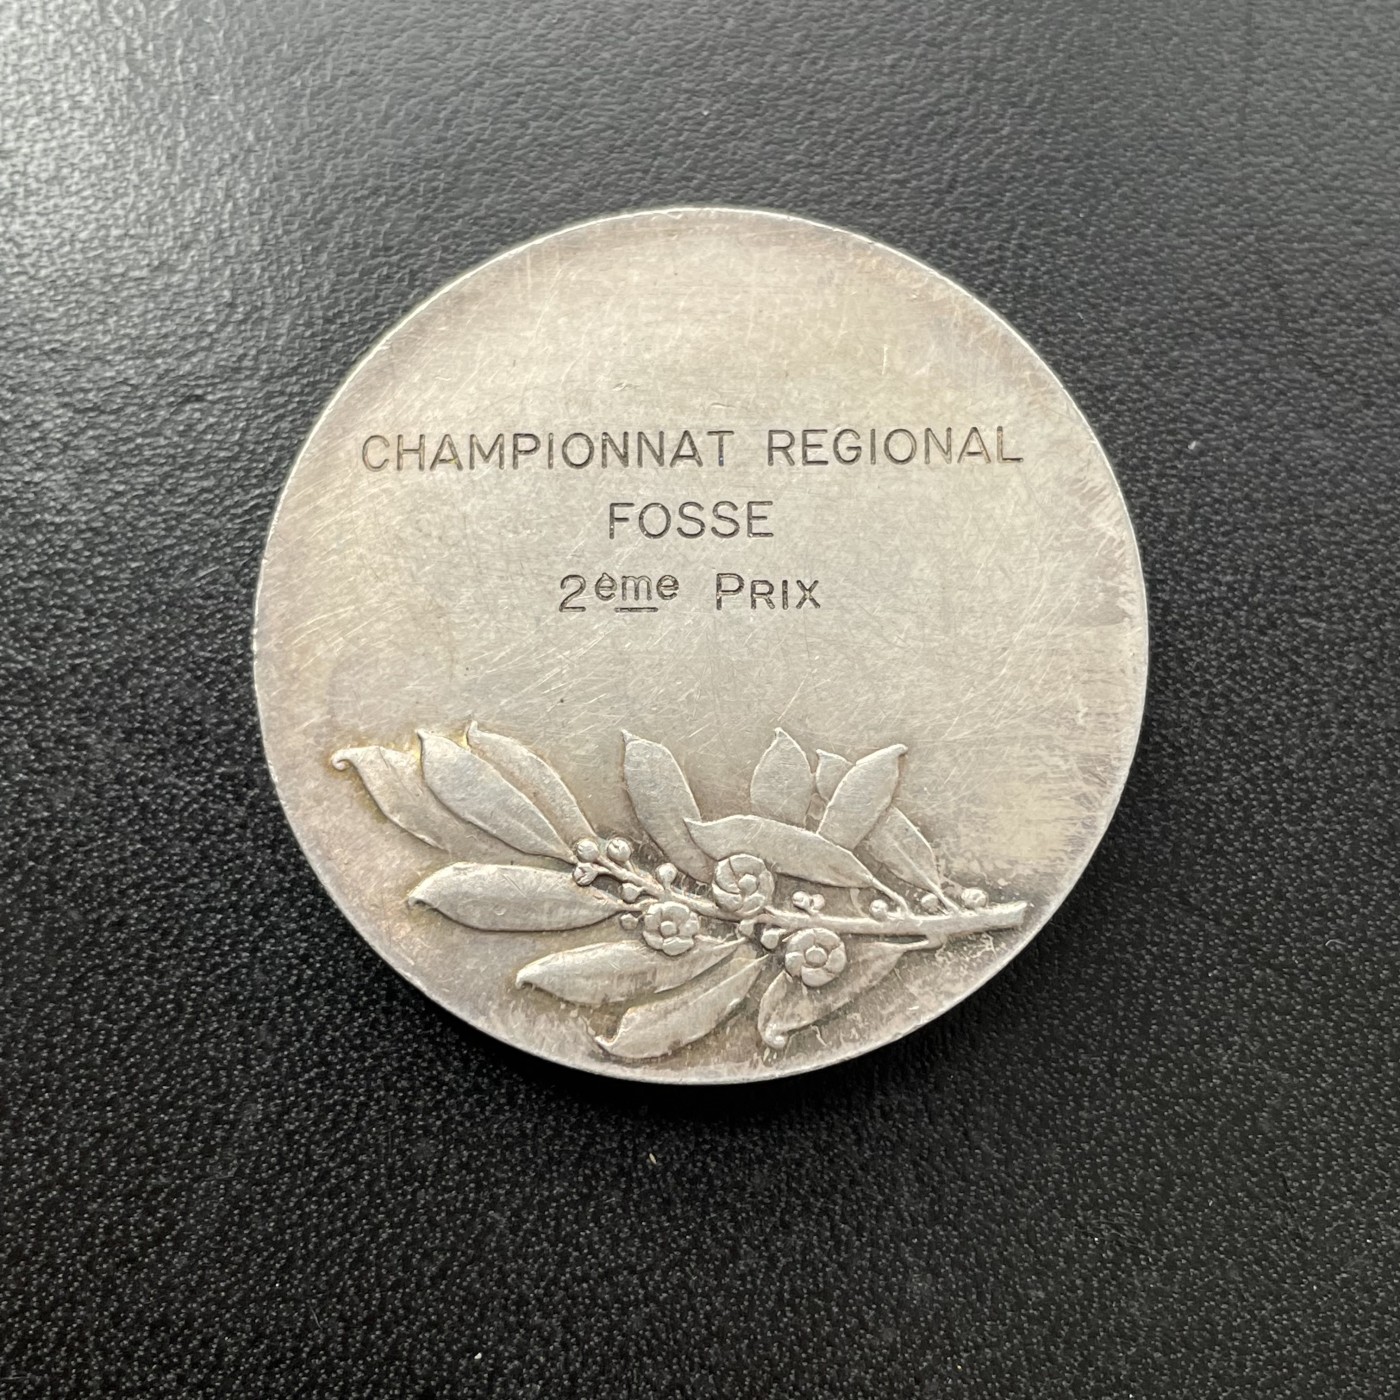 CHAMPIONNAT REGIONAL
FOSSE
2ème PRIX